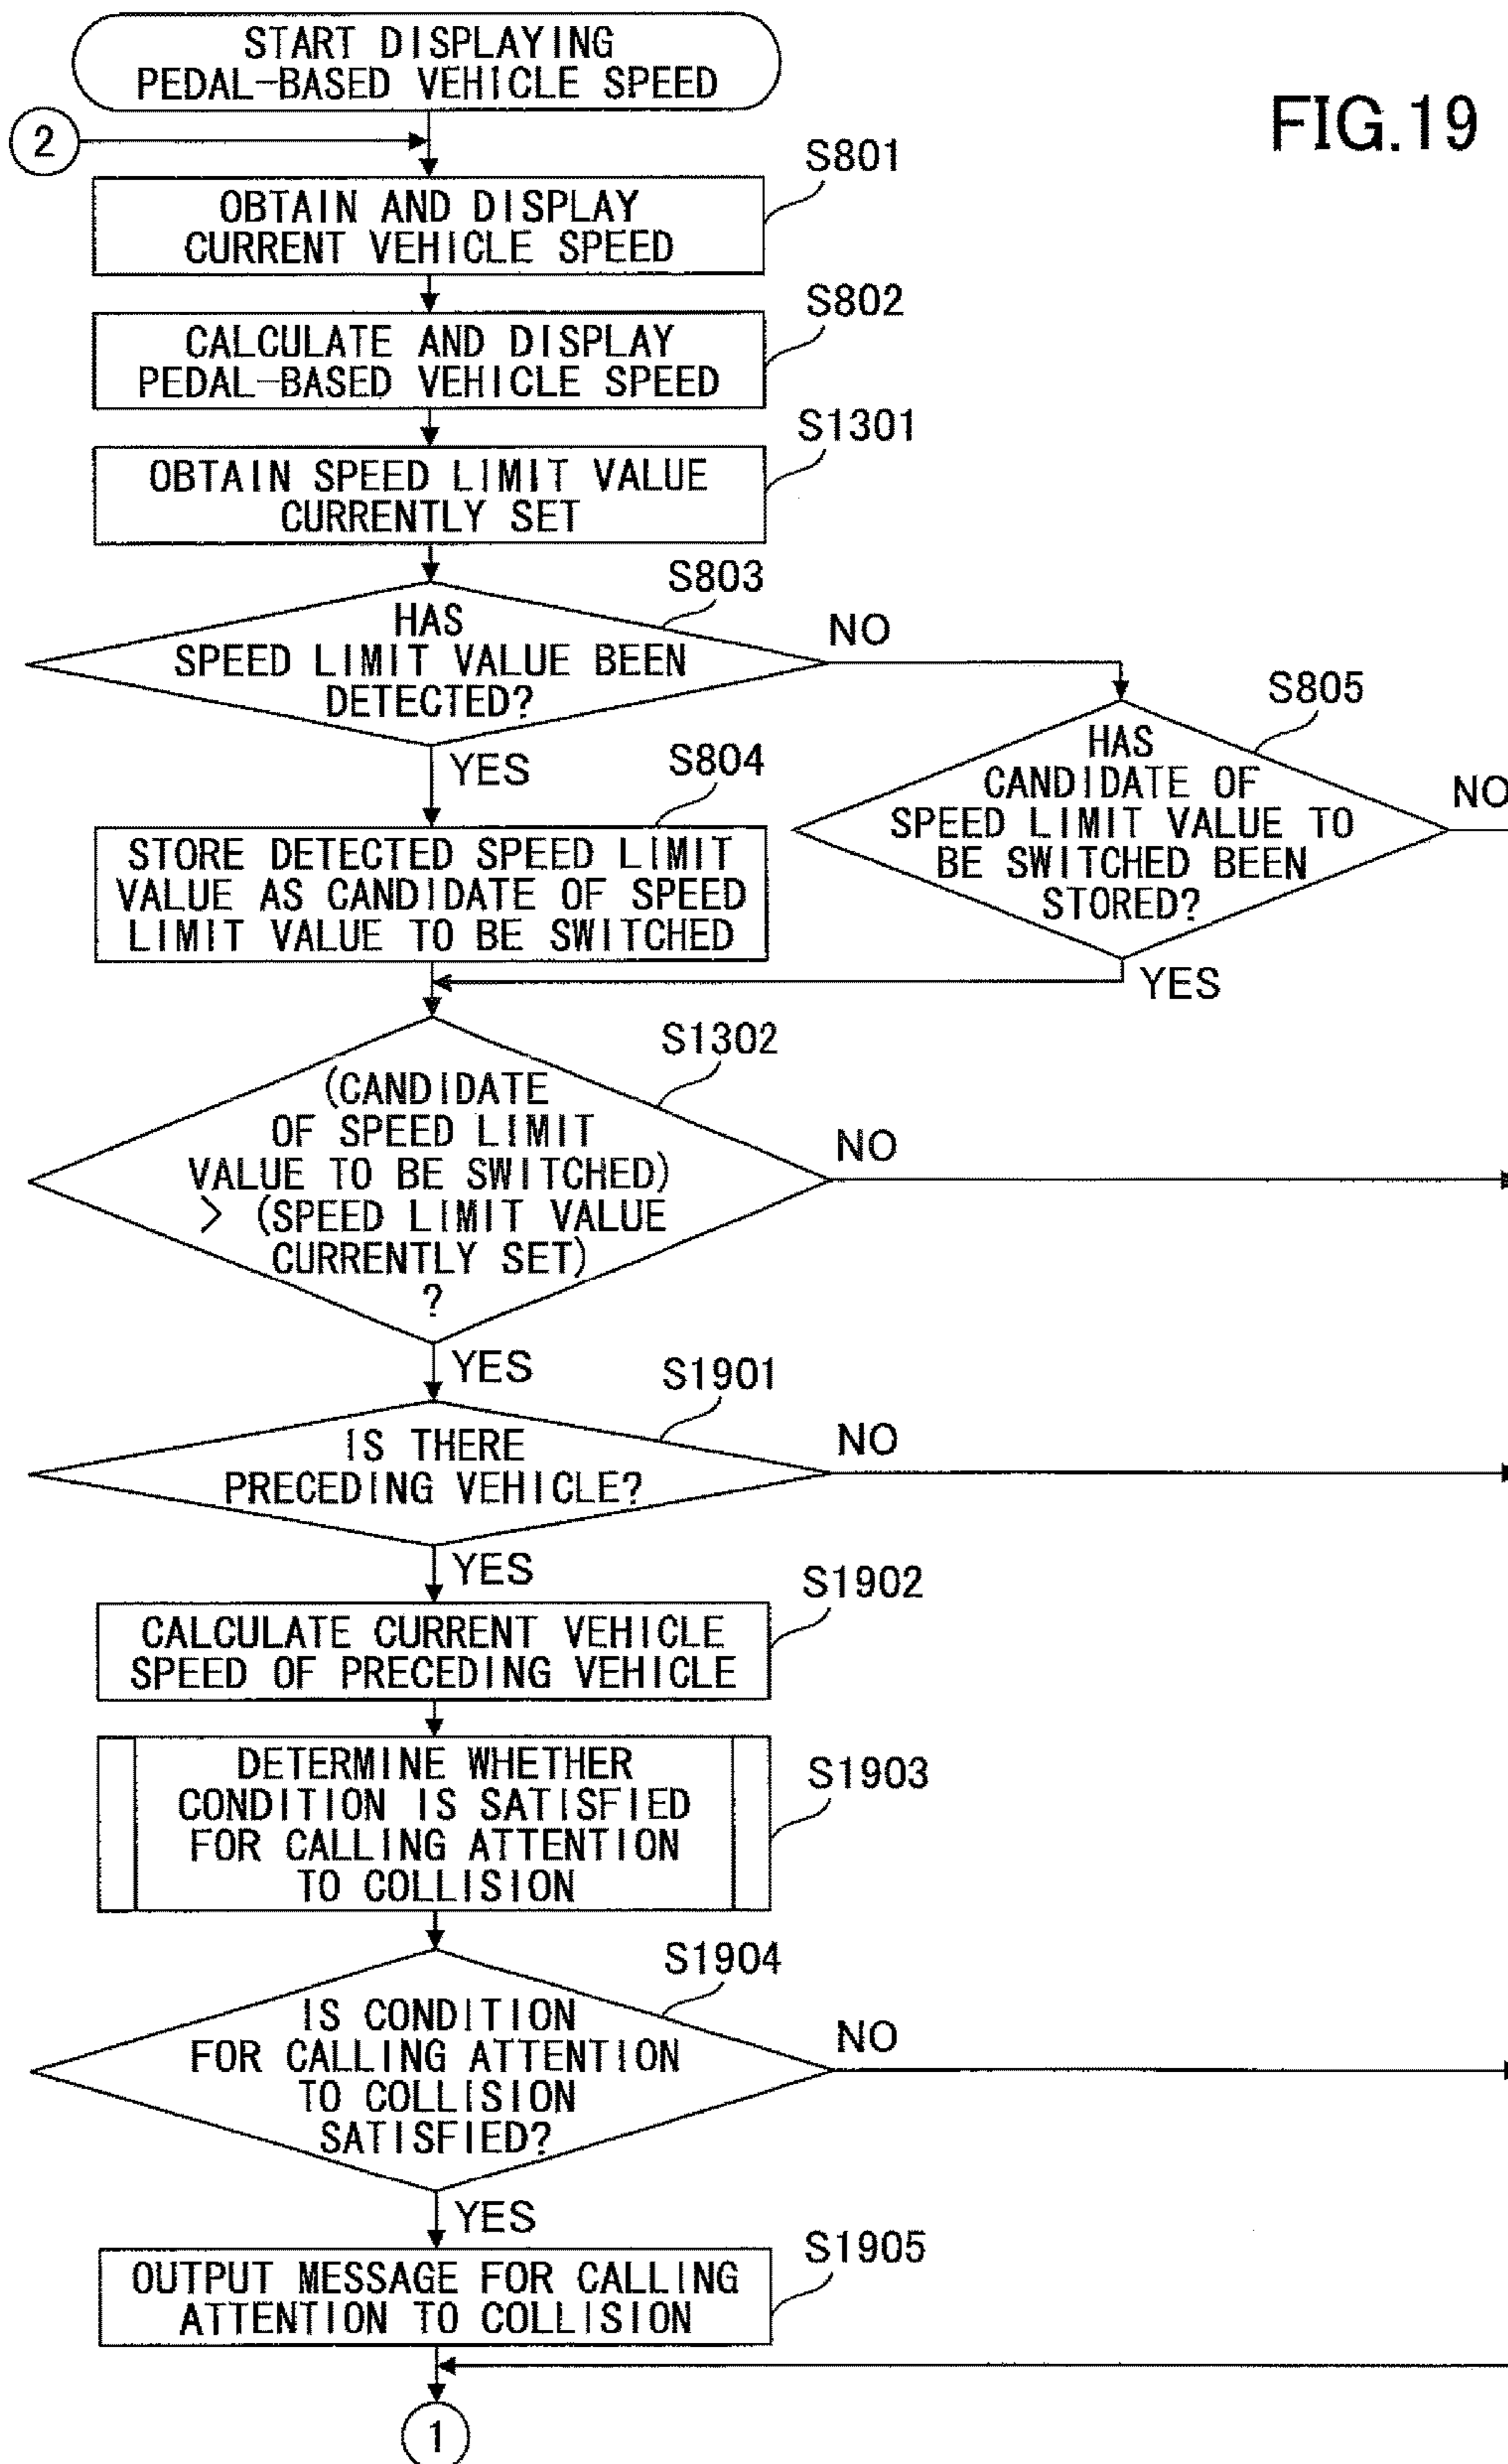 START DISPLAYING
PEDAL-BASED VEHICLE SPEED
FIG.19
2
S801
OBTAIN AND DISPLAY
CURRENT VEHICLE SPEED
S802
CALCULATE AND DISPLAY
PEDAL-BASED VEHICLE SPEED
S1301
OBTAIN SPEED LIMIT VALUE
CURRENTLY SET
S803
HAS
SPEED LIMIT VALUE BEEN
DETECTED?
NO
YES
S805
HAS
CANDIDATE OF
SPEED LIMIT VALUE TO
BE SWITCHED BEEN
STORED?
NO
YES
S804
STORE DETECTED SPEED LIMIT
VALUE AS CANDIDATE OF SPEED
LIMIT VALUE TO BE SWITCHED
S1302
(CANDIDATE
OF SPEED LIMIT
VALUE TO BE SWITCHED)
> (SPEED LIMIT VALUE
CURRENTLY SET)
?
NO
YES
S1901
IS THERE
PRECEDING VEHICLE?
NO
YES
S1902
CALCULATE CURRENT VEHICLE
SPEED OF PRECEDING VEHICLE
S1903
DETERMINE WHETHER
CONDITION IS SATISFIED
FOR CALLING ATTENTION
TO COLLISION
S1904
IS CONDITION
FOR CALLING ATTENTION
TO COLLISION
SATISFIED?
NO
YES
S1905
OUTPUT MESSAGE FOR CALLING
ATTENTION TO COLLISION
1